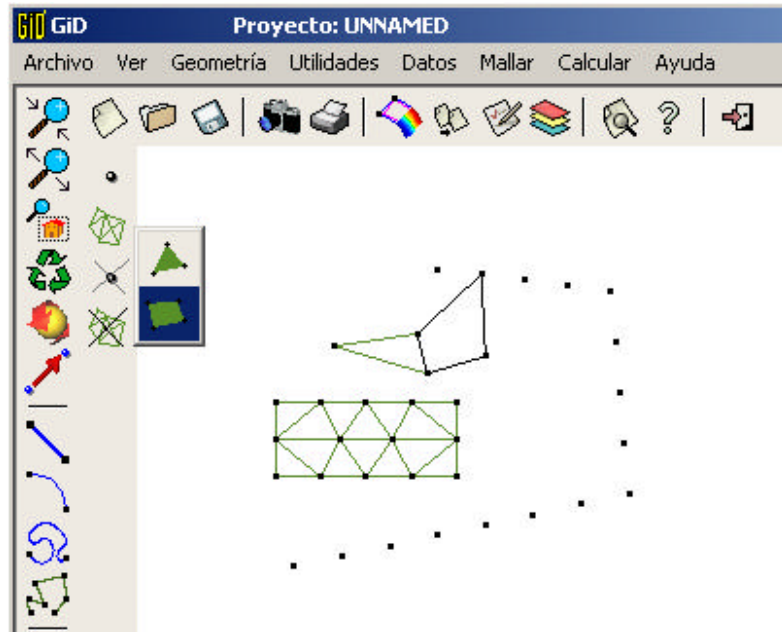 GiD GiD Proyecto: UNNAMED
Archivo Ver Geometría Utilidades Datos Mallar Calcular Ayuda